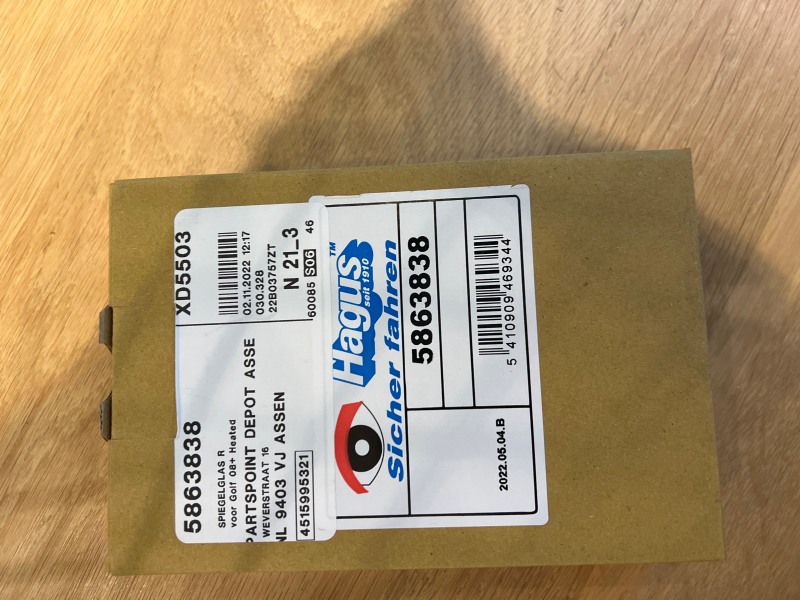 5863838
XD5503
SPIEGELGLAS R
voor Golf 08+ Heated
PARTSPOINT DEPOT ASSE
WEVERSTRAAT 16
NL 9403 VJ ASSEN
4515995321
02.11.2022 12:17
030.328
22B03757ZT
N 21_3
60085 S06 46
Hagus™
seit 1910
Sicher fahren
5863838
5 410909 469344
2022.05.04.B